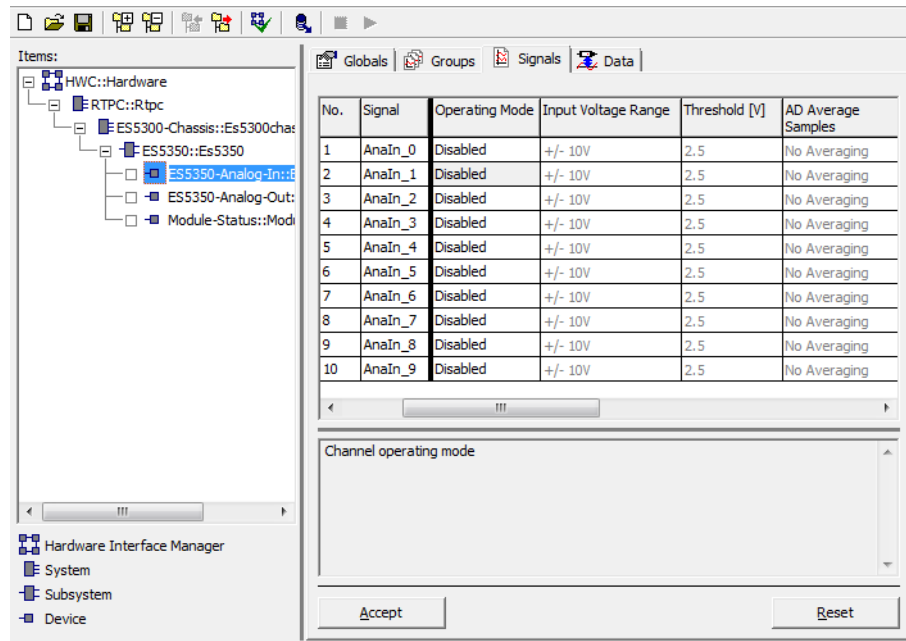 Items:
HWC::Hardware
RTPC::Rtpc
ES5300-Chassis::Es5300chas
ES5350::Es5350
ES5350-Analog-In::E
ES5350-Analog-Out:
Module-Status::Modu
Hardware Interface Manager
System
Subsystem
Device
Globals Groups Signals Data
No. Signal Operating Mode Input Voltage Range Threshold [V] AD Average Samples
1 AnaIn_0 Disabled +/- 10V 2.5 No Averaging
2 AnaIn_1 Disabled +/- 10V 2.5 No Averaging
3 AnaIn_2 Disabled +/- 10V 2.5 No Averaging
4 AnaIn_3 Disabled +/- 10V 2.5 No Averaging
5 AnaIn_4 Disabled +/- 10V 2.5 No Averaging
6 AnaIn_5 Disabled +/- 10V 2.5 No Averaging
7 AnaIn_6 Disabled +/- 10V 2.5 No Averaging
8 AnaIn_7 Disabled +/- 10V 2.5 No Averaging
9 AnaIn_8 Disabled +/- 10V 2.5 No Averaging
10 AnaIn_9 Disabled +/- 10V 2.5 No Averaging
Channel operating mode
Accept Reset